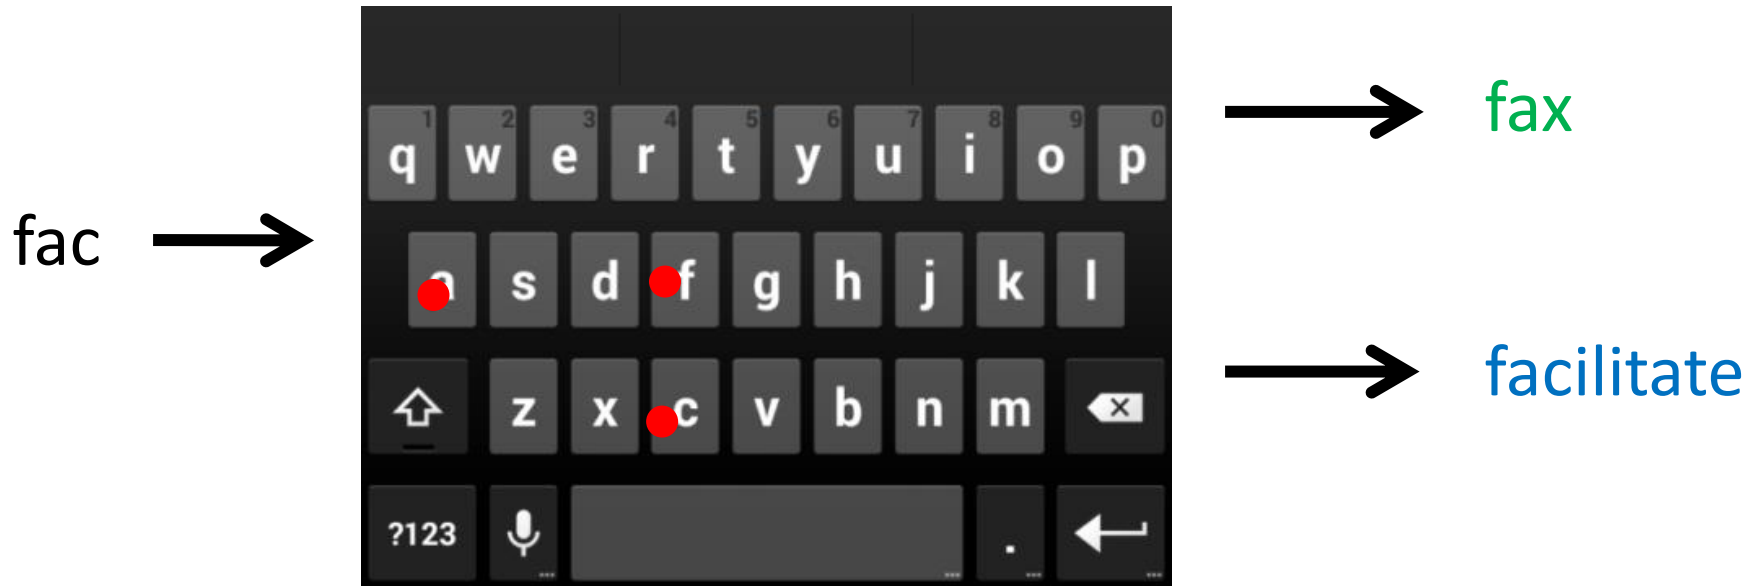 fac
1 2 3 4 5 6 7 8 9 0
q w e r t y u i o p
a s d f g h j k l
z x c v b n m
?123 .
fax
facilitate